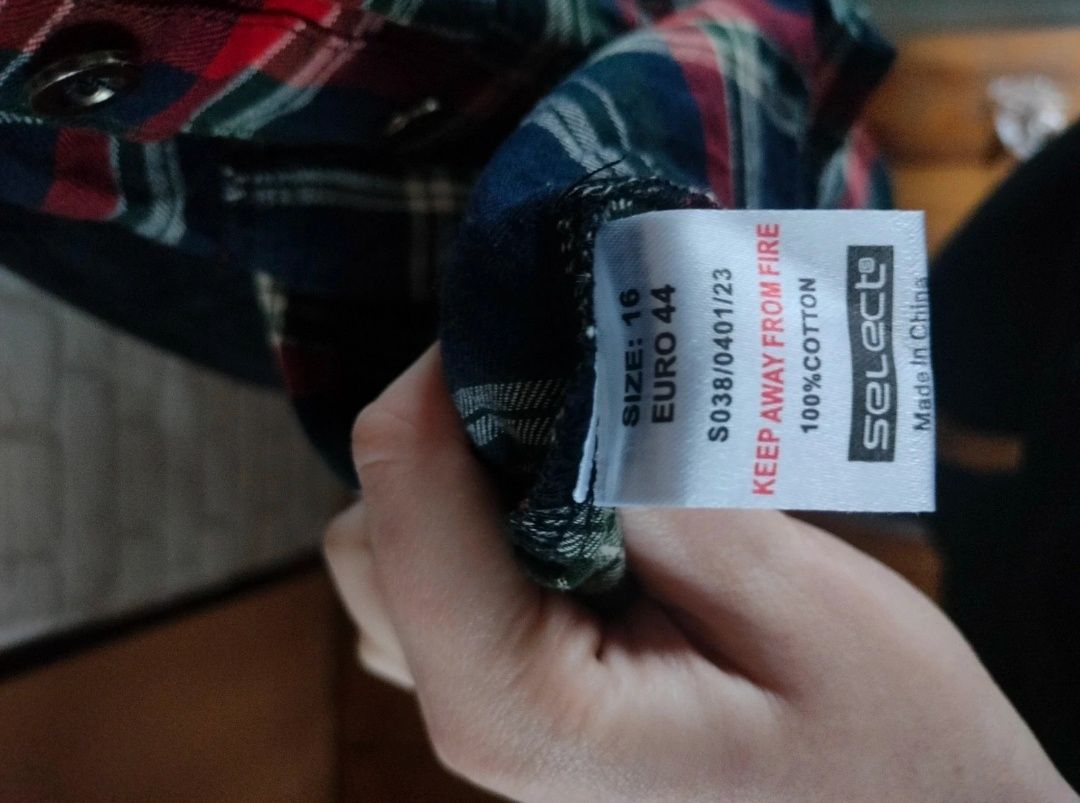 SIZE: 16
EURO 44
S038/0401/23
KEEP AWAY FROM FIRE
100%COTTON
SELECT®
Made In China